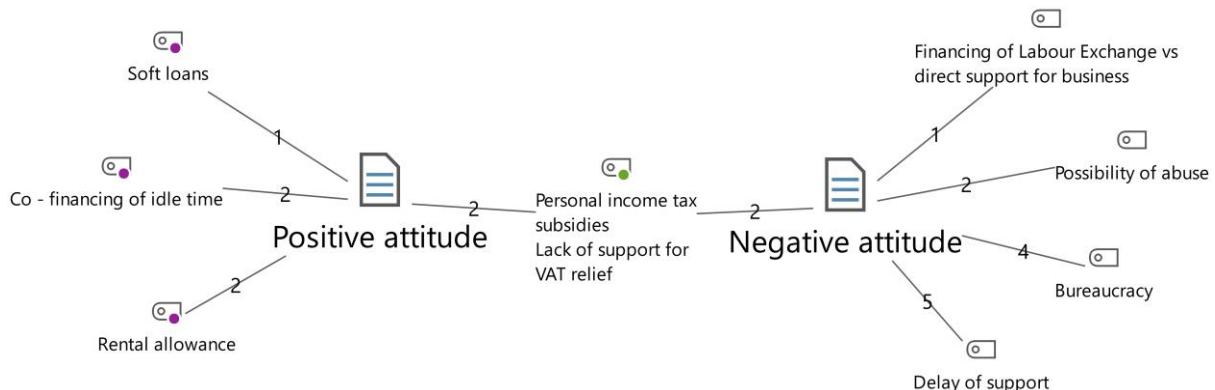 Soft loans
1
Co - financing of idle time
2
2
Rental allowance
Positive attitude
2
Personal income tax
subsidies
Lack of support for
VAT relief
2
Negative attitude
1
Financing of Labour Exchange vs
direct support for business
2
Possibility of abuse
4
Bureaucracy
5
Delay of support